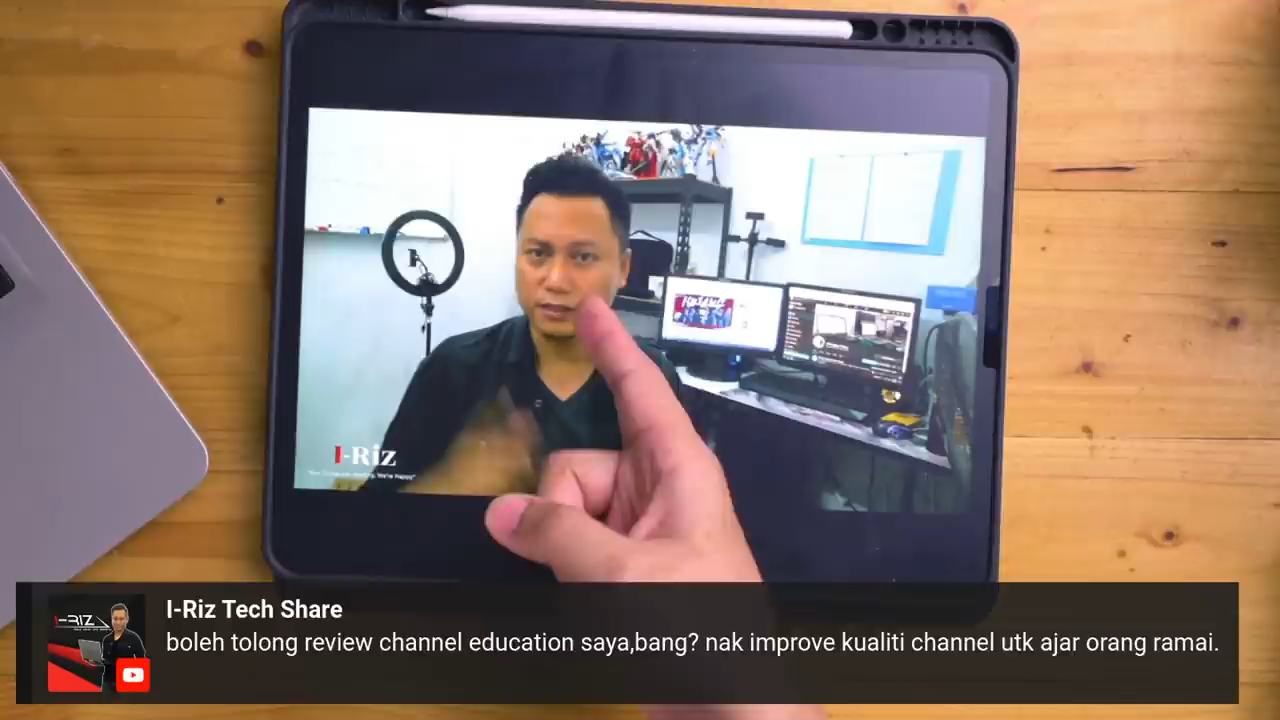 I-Riz
I-Riz Tech Share
boleh tolong review channel education saya,bang? nak improve kualiti channel utk ajar orang ramai.